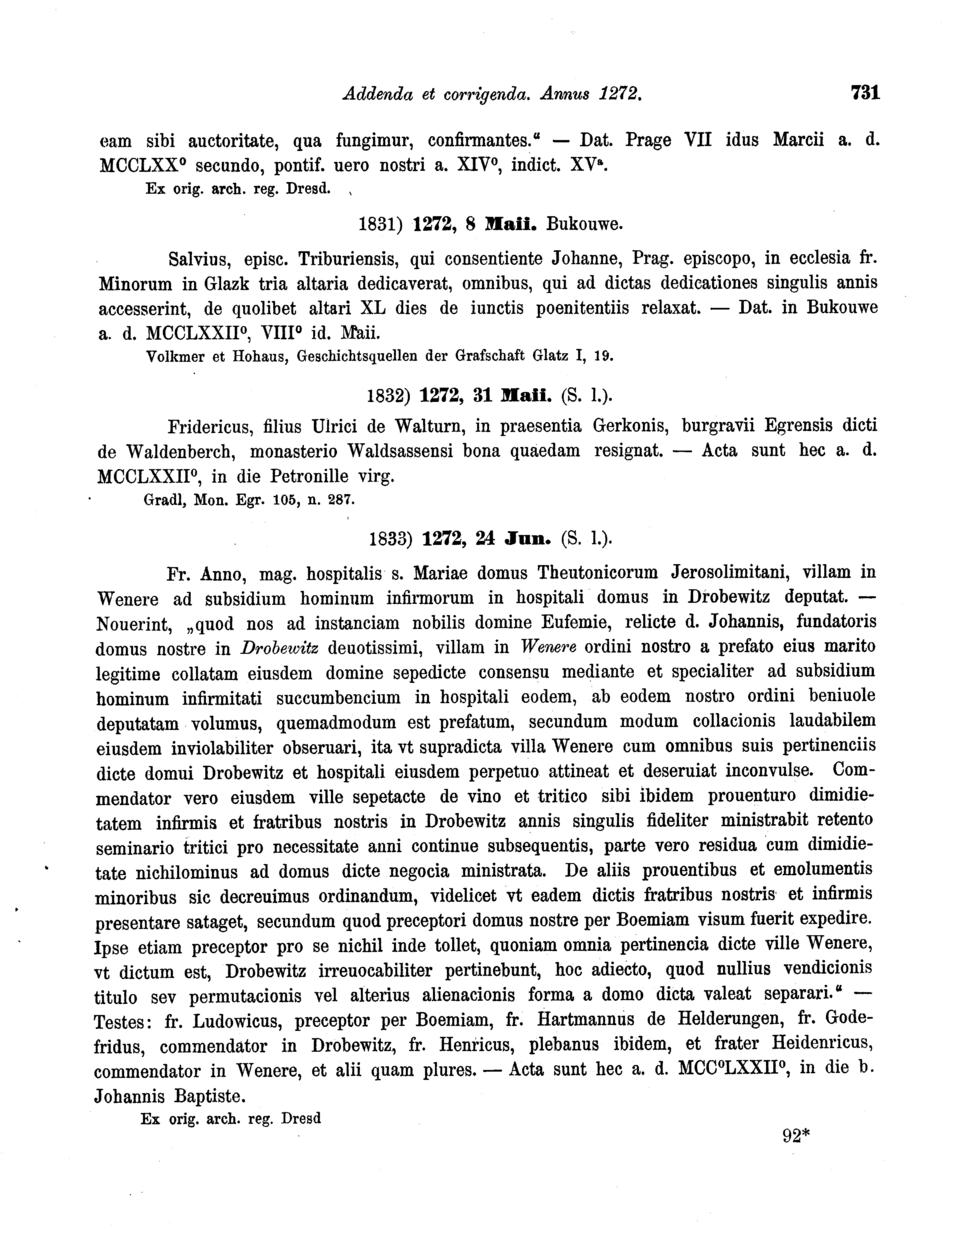 Addenda et corrigenda. Annus 1272. 731
eam sibi auctoritate, qua fungimur, confirmantes.“ — Dat. Prage VII idus Marcii a. d.
MCCLXX⁰ secundo, pontif. uero nostri a. XIV⁰, indict. XVª.
Ex orig. arch. reg. Dresd.
1831) 1272, 8 Maii. Bukouwe.
Salvius, episc. Triburiensis, qui consentiente Johanne, Prag. episcopo, in ecclesia fr.
Minorum in Glazk tria altaria dedicaverat, omnibus, qui ad dictas dedicationes singulis annis
accesserint, de quolibet altari XL dies de iunctis poenitentiis relaxat. — Dat. in Bukouwe
a. d. MCCLXXII⁰, VIII⁰ id. Maii.
Volkmer et Hohaus, Geschichtsquellen der Grafschaft Glatz I, 19.
1832) 1272, 31 Maii. (S. l.).
Fridericus, filius Ulrici de Walturn, in praesentia Gerkonis, burgravii Egrensis dicti
de Waldenberch, monasterio Waldsassensi bona quaedam resignat. — Acta sunt hec a. d.
MCCLXXII⁰, in die Petronille virg.
Gradl, Mon. Egr. 105, n. 287.
1833) 1272, 24 Jun. (S. l.).
Fr. Anno, mag. hospitalis s. Mariae domus Theutonicorum Jerosolimitani, villam in
Wenere ad subsidium hominum infirmorum in hospitali domus in Drobewitz deputat. —
Nouerint, „quod nos ad instanciam nobilis domine Eufemie, relicte d. Johannis, fundatoris
domus nostre in Drobewitz deuotissimi, villam in Wenere ordini nostro a prefato eius marito
legitime collatam eiusdem domine sepedicte consensu mediante et specialiter ad subsidium
hominum infirmitati succumbencium in hospitali eodem, ab eodem nostro ordini beniuole
deputatam volumus, quemadmodum est prefatum, secundum modum collacionis laudabilem
eiusdem inviolabiliter obseruari, ita vt supradicta villa Wenere cum omnibus suis pertinenciis
dicte domui Drobewitz et hospitali eiusdem perpetuo attineat et deseruiat inconvulse. Com-
mendator vero eiusdem ville sepetacte de vino et tritico sibi ibidem prouenturo dimidie-
tatem infirmis et fratribus nostris in Drobewitz annis singulis fideliter ministrabit retento
seminario tritici pro necessitate anni continue subsequentis, parte vero residua cum dimidie-
tate nichilominus ad domus dicte negocia ministrata. De aliis prouentibus et emolumentis
minoribus sic decreuimus ordinandum, videlicet vt eadem dictis fratribus nostris et infirmis
presentare sataget, secundum quod preceptori domus nostre per Boemiam visum fuerit expedire.
Ipse etiam preceptor pro se nichil inde tollet, quoniam omnia pertinencia dicte ville Wenere,
vt dictum est, Drobewitz irreuocabiliter pertinebunt, hoc adiecto, quod nullius vendicionis
titulo sev permutacionis vel alterius alienacionis forma a domo dicta valeat separari.“ —
Testes: fr. Ludowicus, preceptor per Boemiam, fr. Hartmannus de Helderungen, fr. Gode-
fridus, commendator in Drobewitz, fr. Henricus, plebanus ibidem, et frater Heidenricus,
commendator in Wenere, et alii quam plures. — Acta sunt hec a. d. MCC⁰LXXII⁰, in die b.
Johannis Baptiste.
Ex orig. arch. reg. Dresd
92*